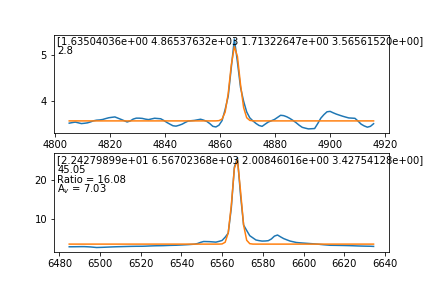 [1.63504036e+00 4.86537632e+03 1.71322647e+00 3.56561520e+00]
2.8
5
4
4800 4820 4840 4860 4880 4900 4920
[2.24279899e+01 6.56702368e+03 2.00846016e+00 3.42754128e+00]
45.05
Ratio = 16.08
Av = 7.03
20
10
6480 6500 6520 6540 6560 6580 6600 6620 6640